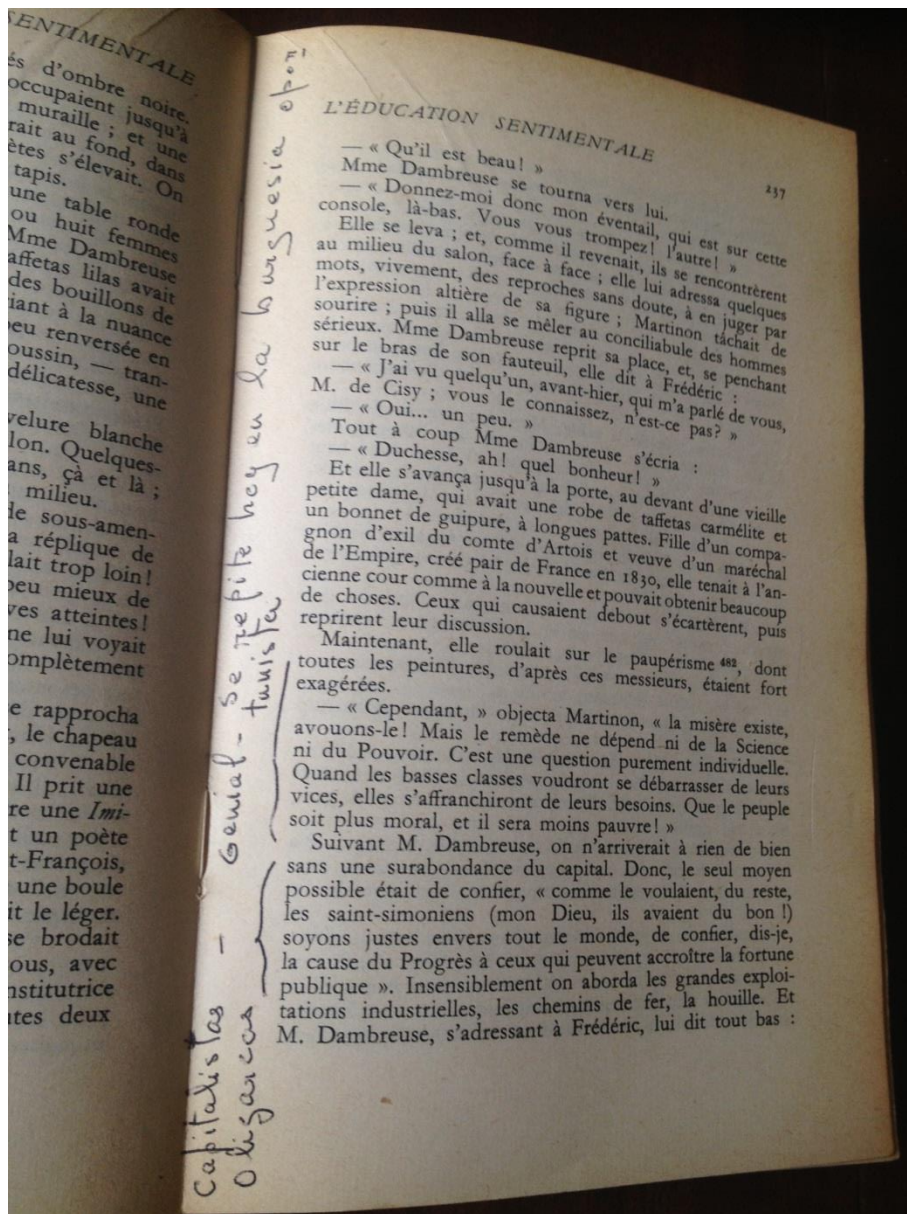 SENTIMENTALE
és d'ombre noire.
occupaient jusqu'à
muraille ; et une
rait au fond, dans
ètes s'élevait. On
tapis.
une table ronde
ou huit femmes
Mme Dambreuse
affetas lilas avait
des bouillons de
riant à la nuance
peu renversée en
oussin, — tran-
délicatesse, une
velure blanche
lon. Quelques-
ans, çà et là ;
milieu.
de sous-amen-
a réplique de
lait trop loin !
peu mieux de
ves atteintes !
ne lui voyait
omplètement
e rapprocha
, le chapeau
convenable
Il prit une
re une Imi-
t un poète
t-François,
une boule
it le léger.
se brodait
ous, avec
nstitutrice
ntes deux
Capitalistas – Genial – Se repite hoy en la burguesia opor_
Oligarcas tunista
L'ÉDUCATION SENTIMENTALE 237
— « Qu'il est beau ! »
Mme Dambreuse se tourna vers lui.
— « Donnez-moi donc mon éventail, qui est sur cette
console, là-bas. Vous vous trompez ! l'autre ! »
Elle se leva ; et, comme il revenait, ils se rencontrèrent
au milieu du salon, face à face ; elle lui adressa quelques
mots, vivement, des reproches sans doute, à en juger par
l'expression altière de sa figure ; Martinon tâchait de
sourire ; puis il alla se mêler au conciliabule des hommes
sérieux. Mme Dambreuse reprit sa place, et, se penchant
sur le bras de son fauteuil, elle dit à Frédéric :
— « J'ai vu quelqu'un, avant-hier, qui m'a parlé de vous,
M. de Cisy ; vous le connaissez, n'est-ce pas ? »
— « Oui... un peu. »
Tout à coup Mme Dambreuse s'écria :
— « Duchesse, ah ! quel bonheur ! »
Et elle s'avança jusqu'à la porte, au devant d'une vieille
petite dame, qui avait une robe de taffetas carmélite et
un bonnet de guipure, à longues pattes. Fille d'un compa-
gnon d'exil du comte d'Artois et veuve d'un maréchal
de l'Empire, créé pair de France en 1830, elle tenait à l'an-
cienne cour comme à la nouvelle et pouvait obtenir beaucoup
de choses. Ceux qui causaient debout s'écartèrent, puis
reprirent leur discussion.
Maintenant, elle roulait sur le paupérisme 482, dont
toutes les peintures, d'après ces messieurs, étaient fort
exagérées.
— « Cependant, » objecta Martinon, « la misère existe,
avouons-le ! Mais le remède ne dépend ni de la Science
ni du Pouvoir. C'est une question purement individuelle.
Quand les basses classes voudront se débarrasser de leurs
vices, elles s'affranchiront de leurs besoins. Que le peuple
soit plus moral, et il sera moins pauvre ! »
Suivant M. Dambreuse, on n'arriverait à rien de bien
sans une surabondance du capital. Donc, le seul moyen
possible était de confier, « comme le voulaient, du reste,
les saint-simoniens (mon Dieu, ils avaient du bon !)
soyons justes envers tout le monde, de confier, dis-je,
la cause du Progrès à ceux qui peuvent accroître la fortune
publique ». Insensiblement on aborda les grandes exploi-
tations industrielles, les chemins de fer, la houille. Et
M. Dambreuse, s'adressant à Frédéric, lui dit tout bas :